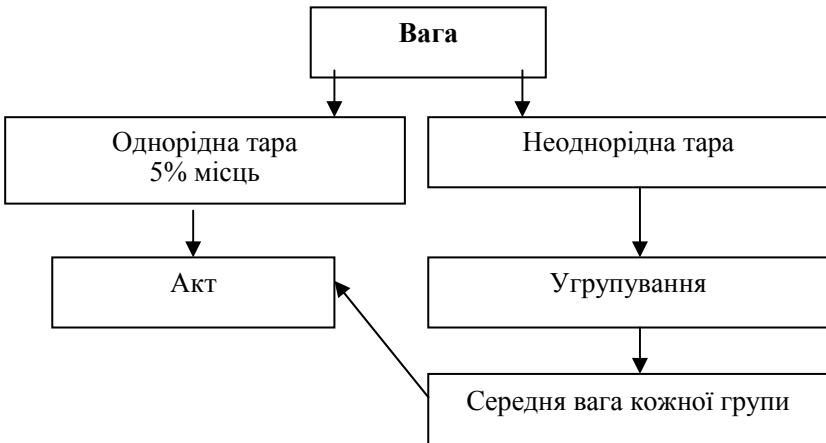 Вага
Однорідна тара
5% місць
Неоднорідна тара
Акт
Угрупування
Середня вага кожної групи